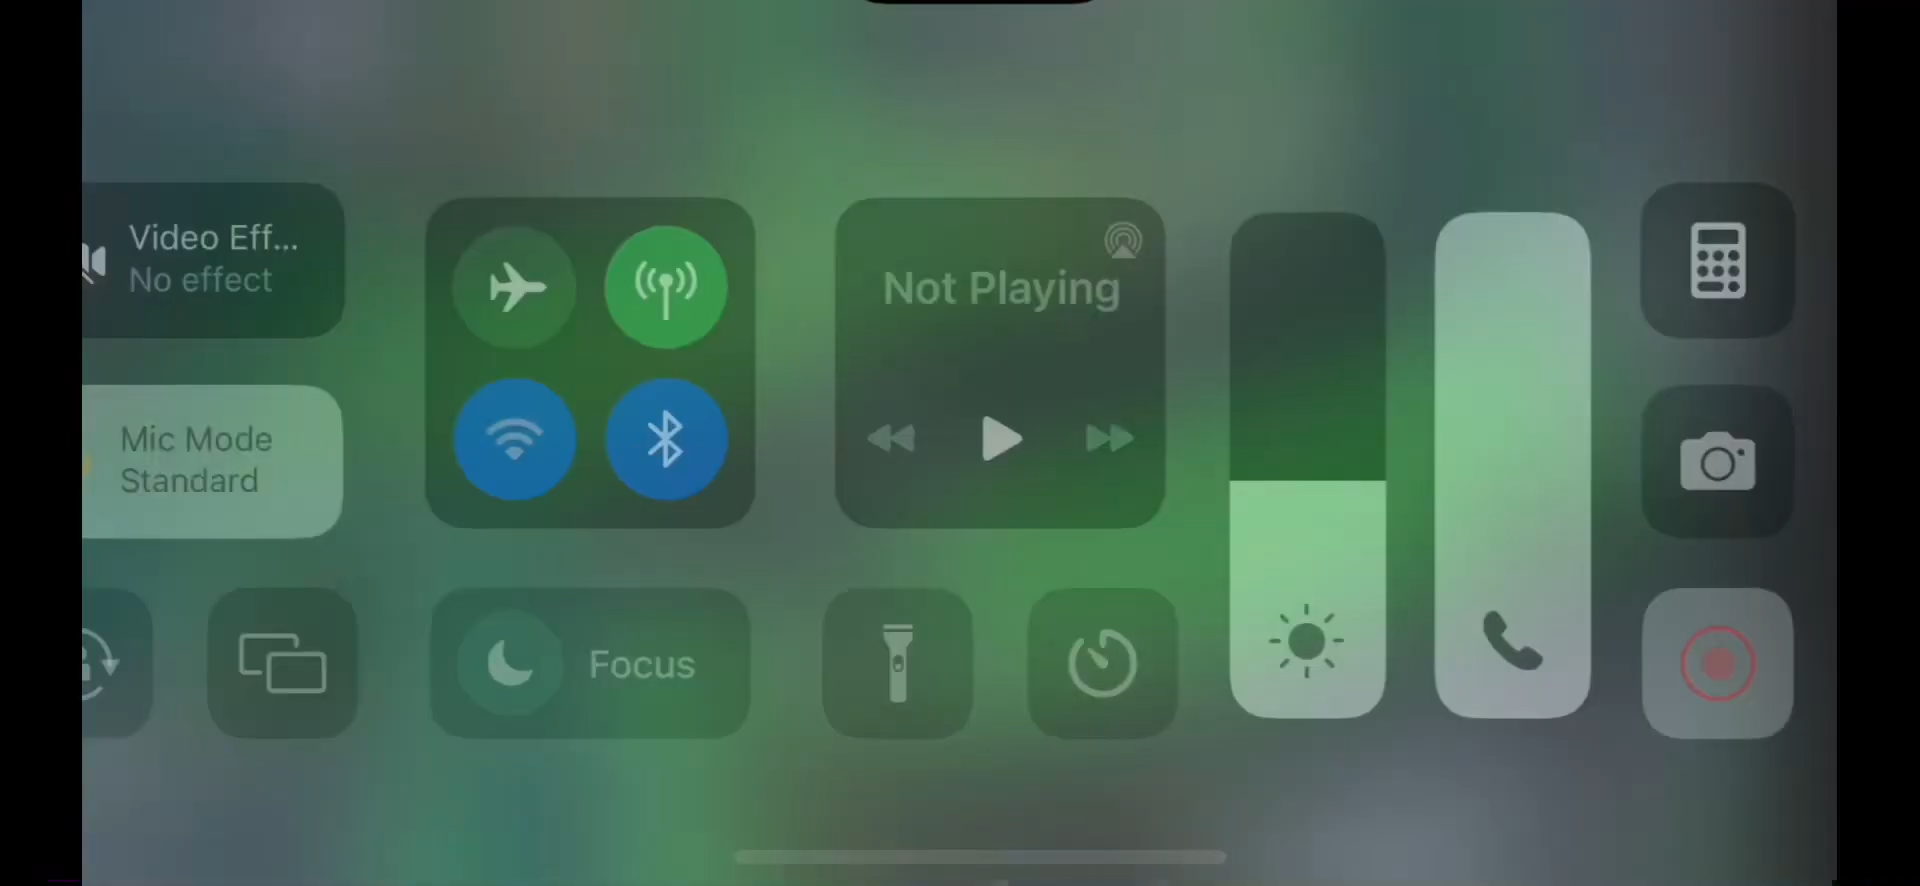 Video Eff...
No effect
Mic Mode
Standard
Not Playing
Focus